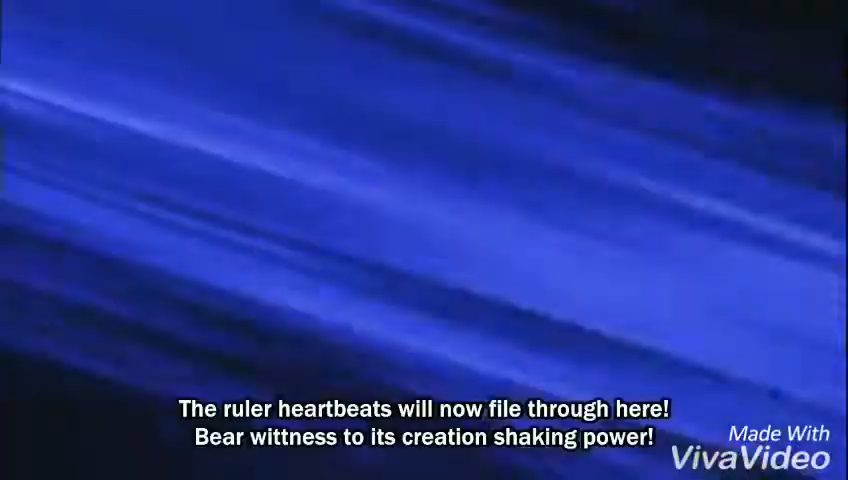 The ruler heartbeats will now file through here!
Bear wittness to its creation shaking power!
Made With
VivaVideo